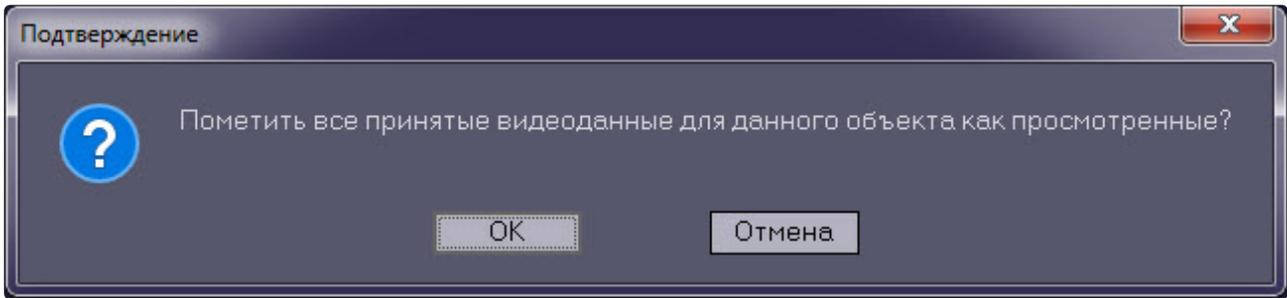 Подтверждение
Пометить все принятые видеоданные для данного объекта как просмотренные?
OK
Отмена